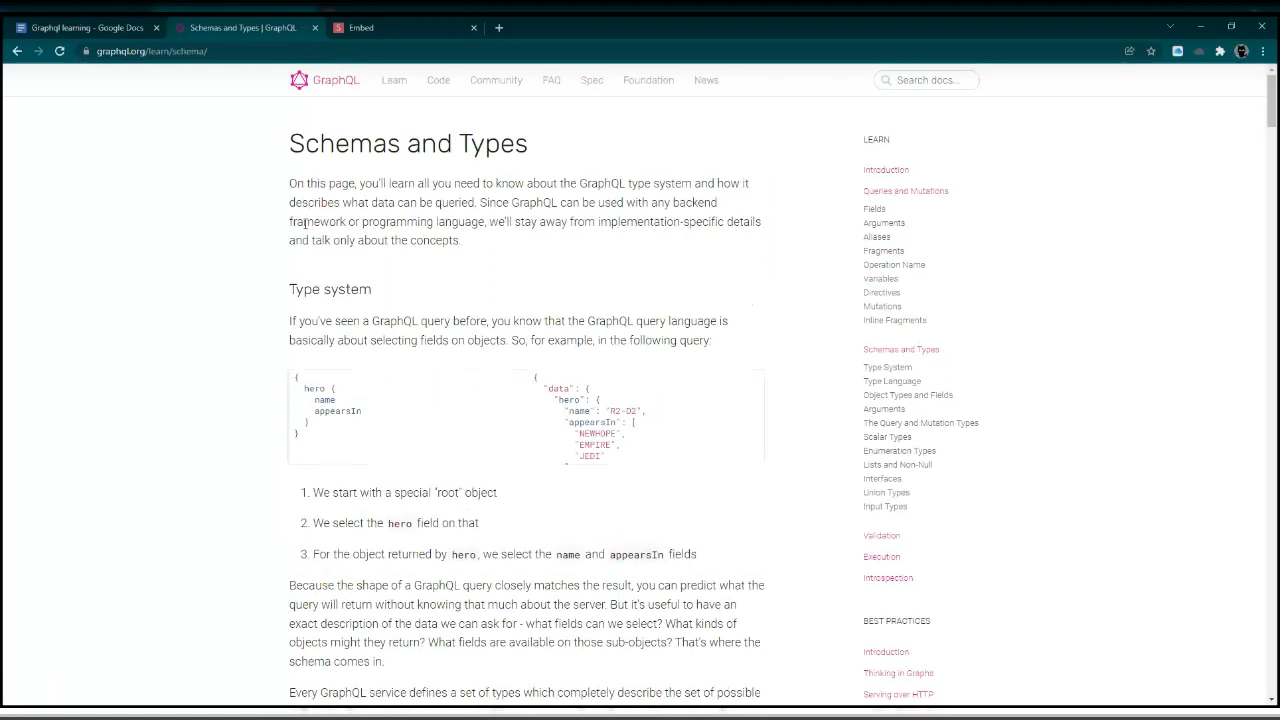 Graphql learning - Google Docs
Schemas and Types | GraphQL
Embed
graphql.org/learn/schema/
GraphQL
Learn
Code
Community
FAQ
Spec
Foundation
News
Search docs...
Schemas and Types
On this page, you'll learn all you need to know about the GraphQL type system and how it
describes what data can be queried. Since GraphQL can be used with any backend
framework or programming language, we'll stay away from implementation-specific details
and talk only about the concepts.
Type system
If you've seen a GraphQL query before, you know that the GraphQL query language is
basically about selecting fields on objects. So, for example, in the following query:
{
hero {
name
appearsIn
}
}
{
"data": {
"hero": {
"name": "R2-D2",
"appearsIn": [
"NEWHOPE",
"EMPIRE",
"JEDI"
1. We start with a special "root" object
2. We select the hero field on that
3. For the object returned by hero, we select the name and appearsIn fields
Because the shape of a GraphQL query closely matches the result, you can predict what the
query will return without knowing that much about the server. But it's useful to have an
exact description of the data we can ask for - what fields can we select? What kinds of
objects might they return? What fields are available on those sub-objects? That's where the
schema comes in.
Every GraphQL service defines a set of types which completely describe the set of possible
LEARN
Introduction
Queries and Mutations
Fields
Arguments
Aliases
Fragments
Operation Name
Variables
Directives
Mutations
Inline Fragments
Schemas and Types
Type System
Type Language
Object Types and Fields
Arguments
The Query and Mutation Types
Scalar Types
Enumeration Types
Lists and Non-Null
Interfaces
Union Types
Input Types
Validation
Execution
Introspection
BEST PRACTICES
Introduction
Thinking in Graphs
Serving over HTTP